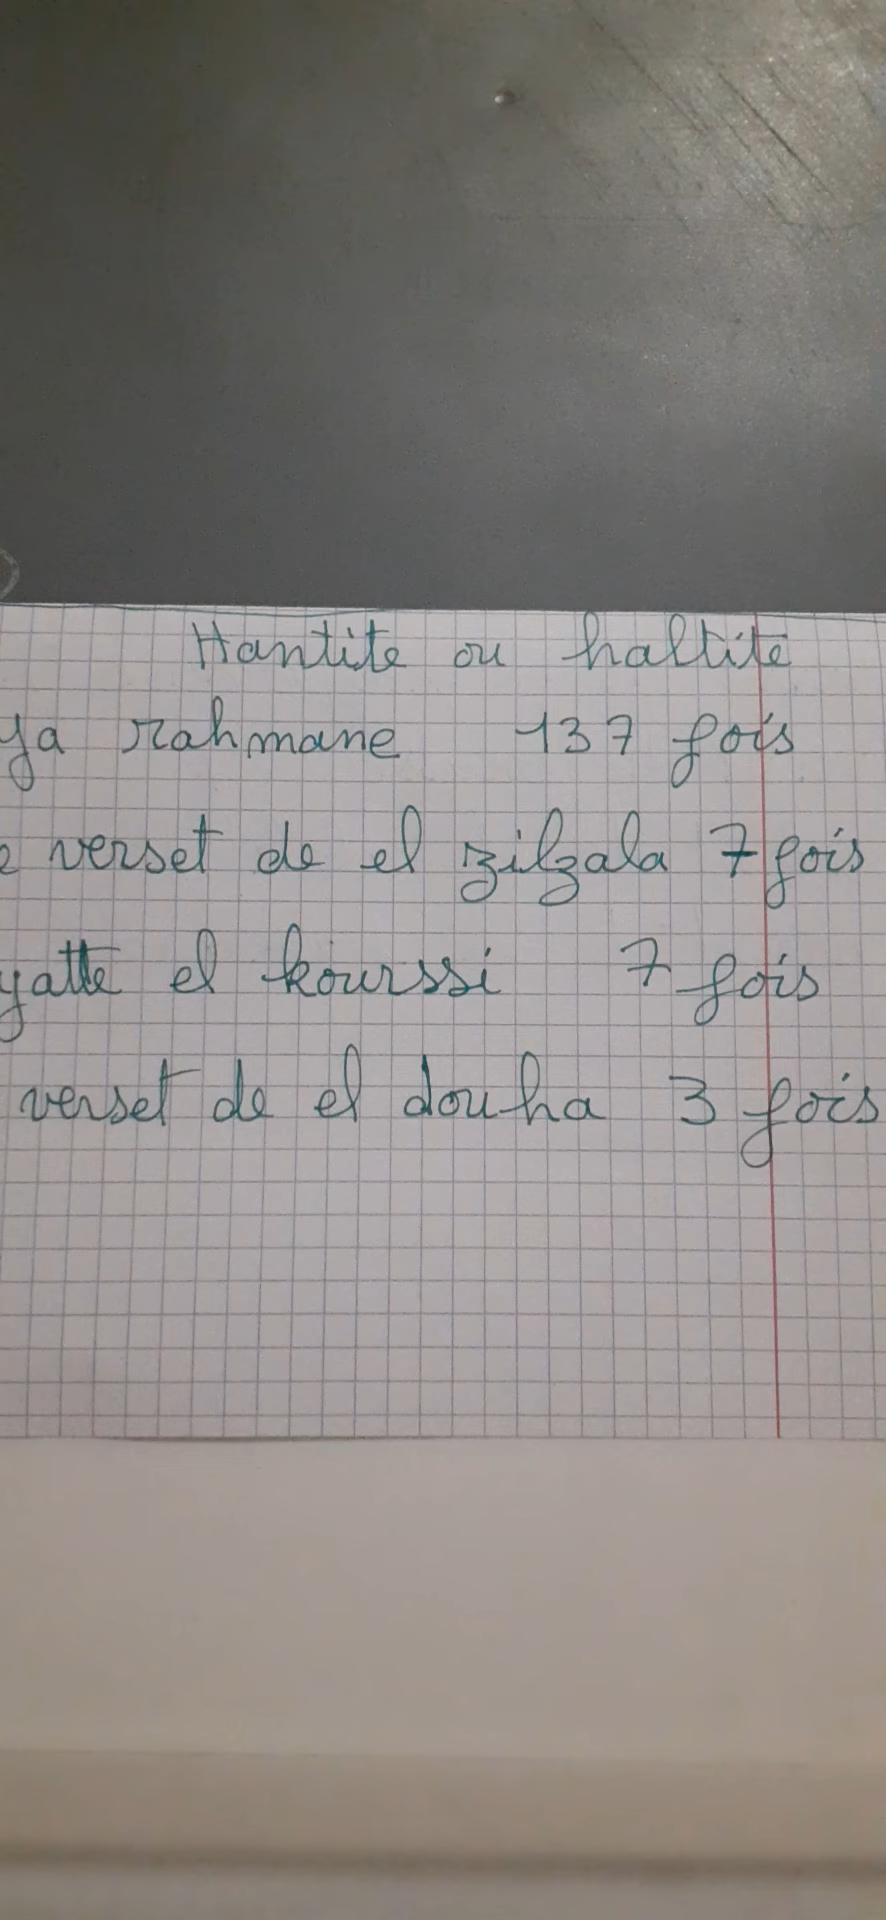 Hantite ou haltite
ya rahmane 137 fois
verset de el zilzala 7 fois
yatte el kourssi 7 fois
verset de el douha 3 fois